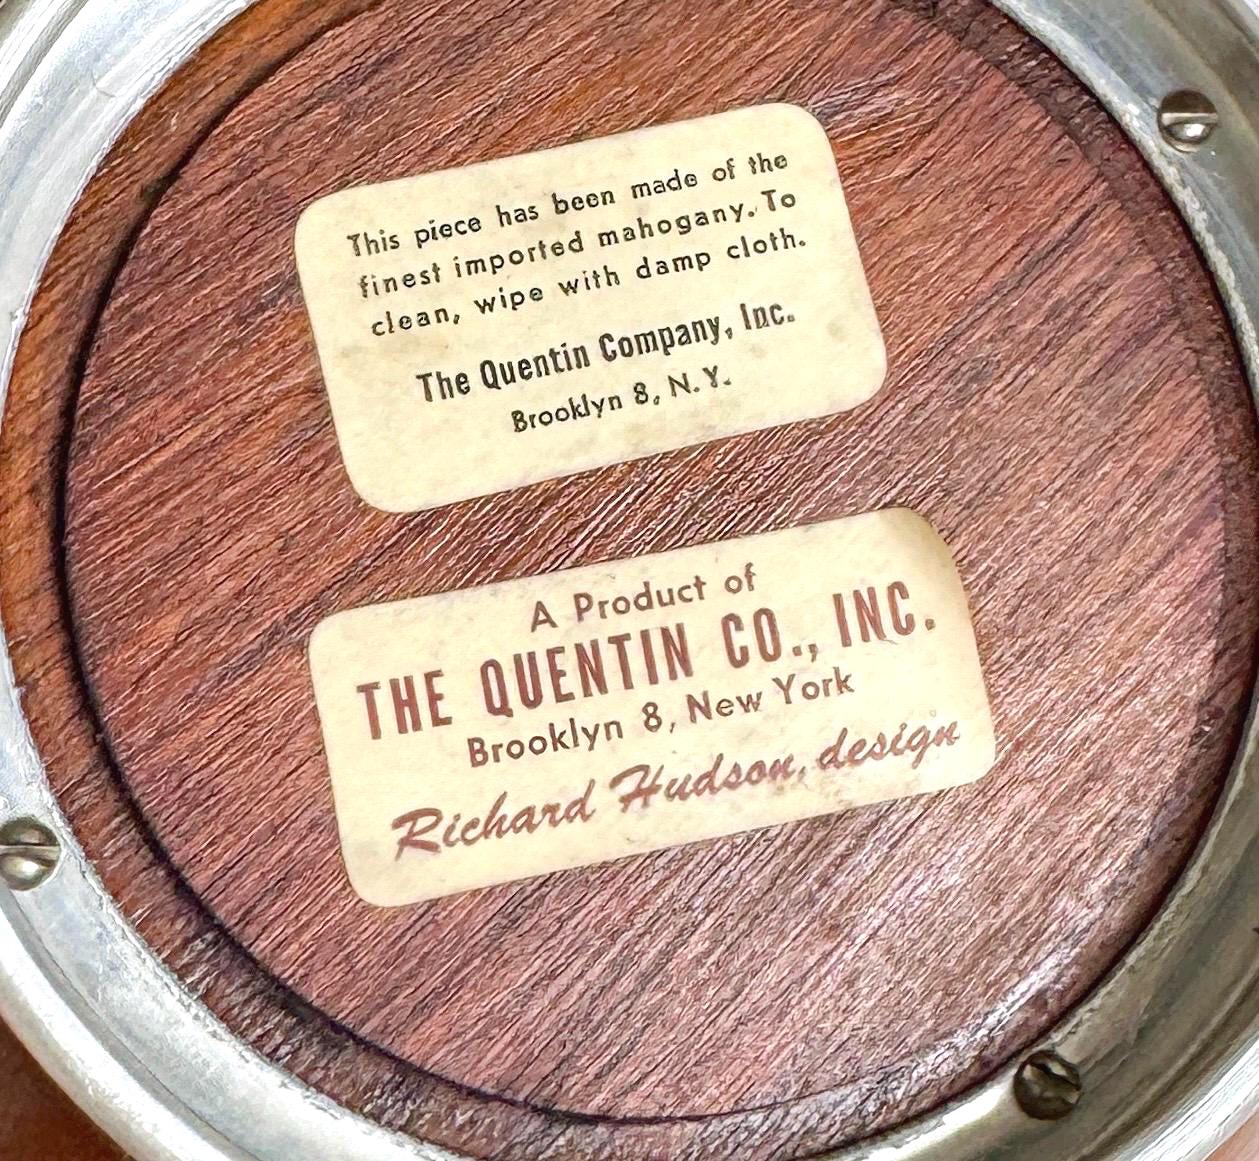 This piece has been made of the
finest imported mahogany. To
clean, wipe with damp cloth.
The Quentin Company, Inc.
Brooklyn 8, N.Y.
A Product of
THE QUENTIN CO., INC.
Brooklyn 8, New York
Richard Hudson, design